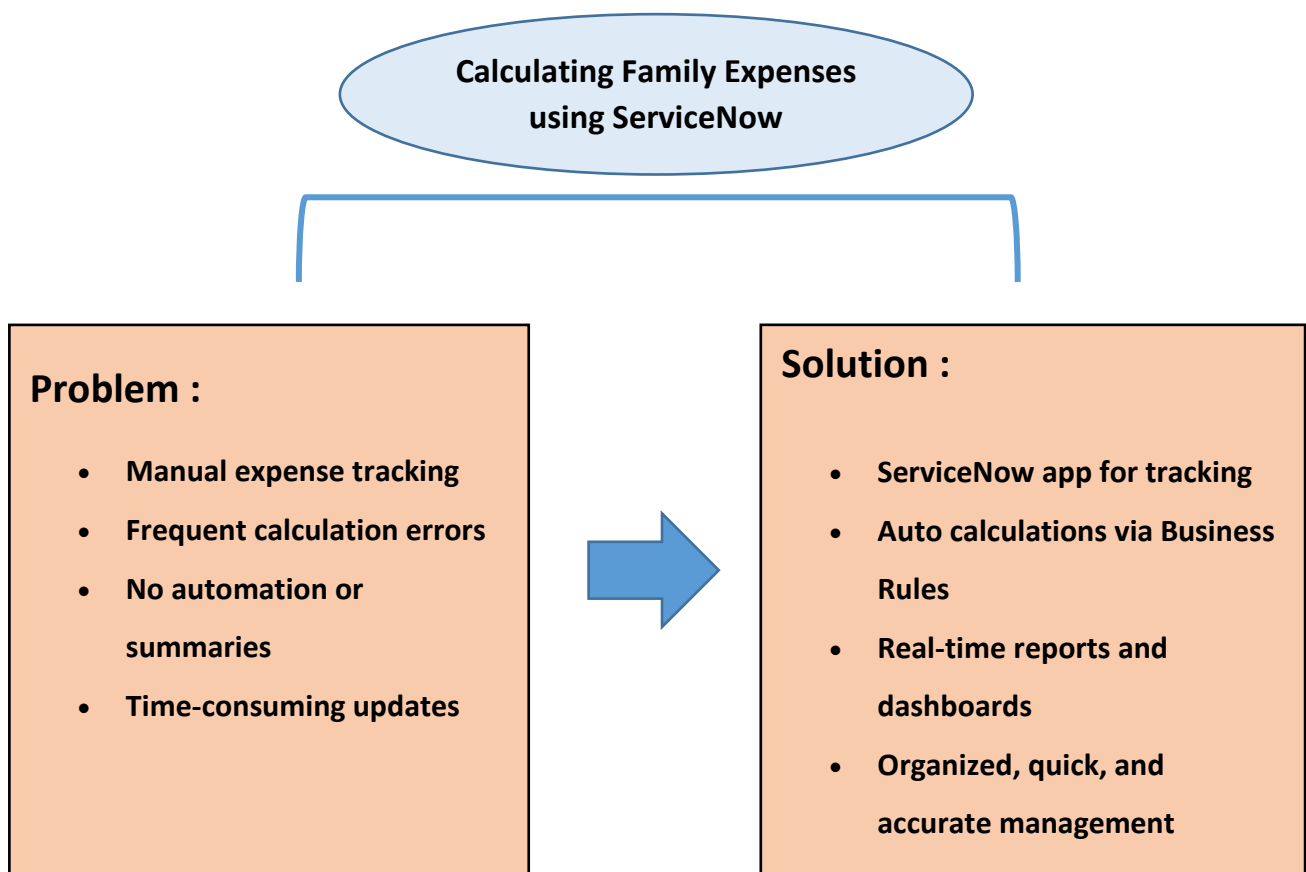 Calculating Family Expenses
using ServiceNow
Problem :
• Manual expense tracking
• Frequent calculation errors
• No automation or
summaries
• Time-consuming updates
Solution :
• ServiceNow app for tracking
• Auto calculations via Business
Rules
• Real-time reports and
dashboards
• Organized, quick, and
accurate management